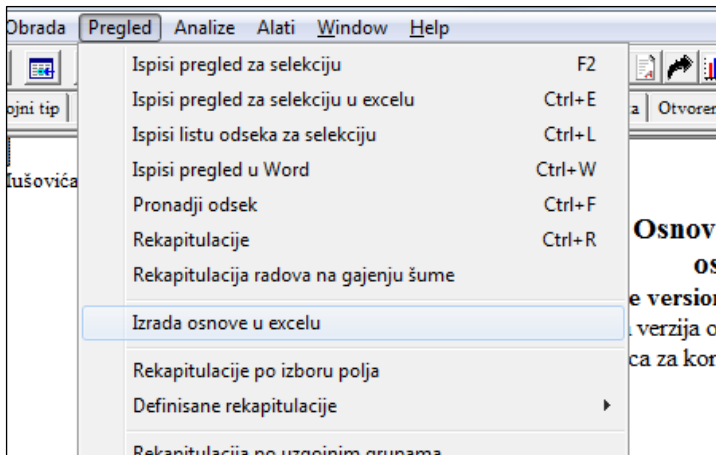 Obrada Pregled Analize Alati Window Help
Ispisi pregled za selekciju F2
Ispisi pregled za selekciju u excelu Ctrl+E
ojni tip Otvoren
Ispisi listu odseka za selekciju Ctrl+L
Ispisi pregled u Word Ctrl+W
Mušovića
Pronadji odsek Ctrl+F
Rekapitulacije Ctrl+R
Osnov
Rekapitulacija radova na gajenju šume
os
e version
Izrada osnove u excelu
verzija o
ca za kor
Rekapitulacije po izboru polja
Definisane rekapitulacije
Rekapitulacija po uzgojnim grupama